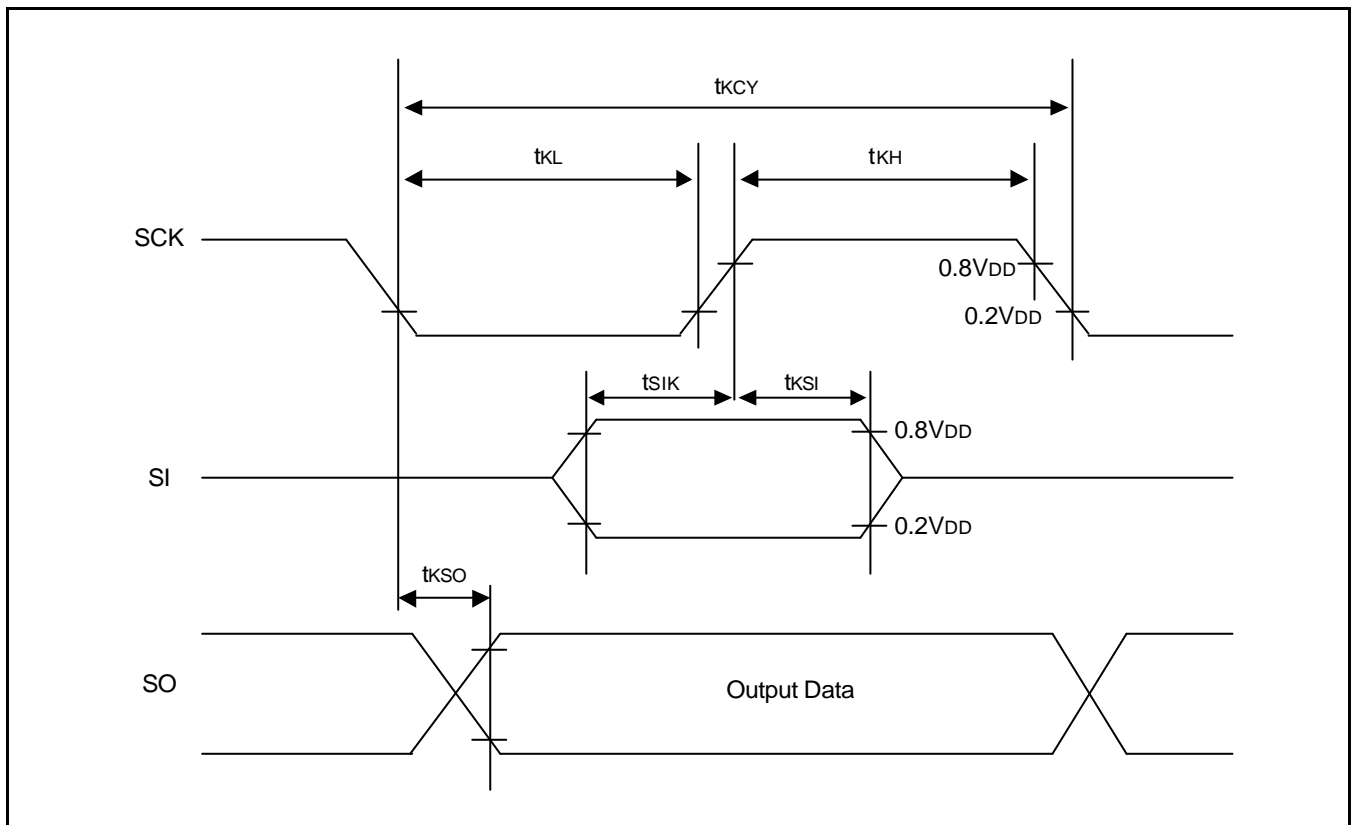 tKCY
tKL
tKH
SCK
0.8VDD
0.2VDD
tSIK
tKSI
0.8VDD
SI
0.2VDD
tKSO
SO
Output Data